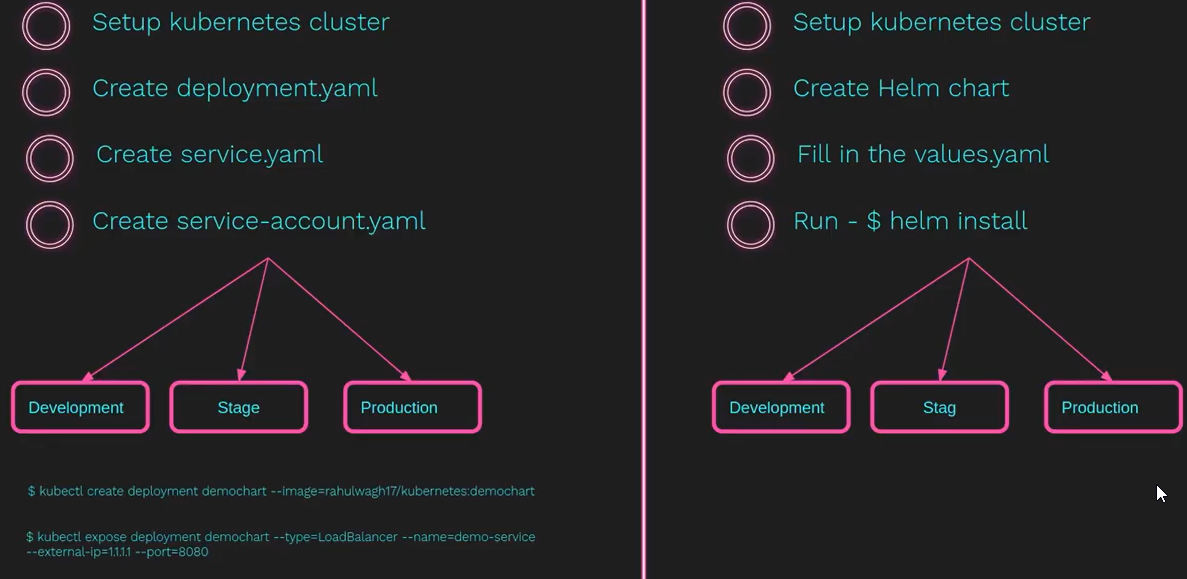 Setup kubernetes cluster
Create deployment.yaml
Create service.yaml
Create service-account.yaml
Development
Stage
Production
$ kubectl create deployment demochart --image=rahulwagh17/kubernetes:demochart
$ kubectl expose deployment demochart --type=LoadBalancer --name=demo-service
--external-ip=1.1.1.1 --port=8080
Setup kubernetes cluster
Create Helm chart
Fill in the values.yaml
Run - $ helm install
Development
Stag
Production